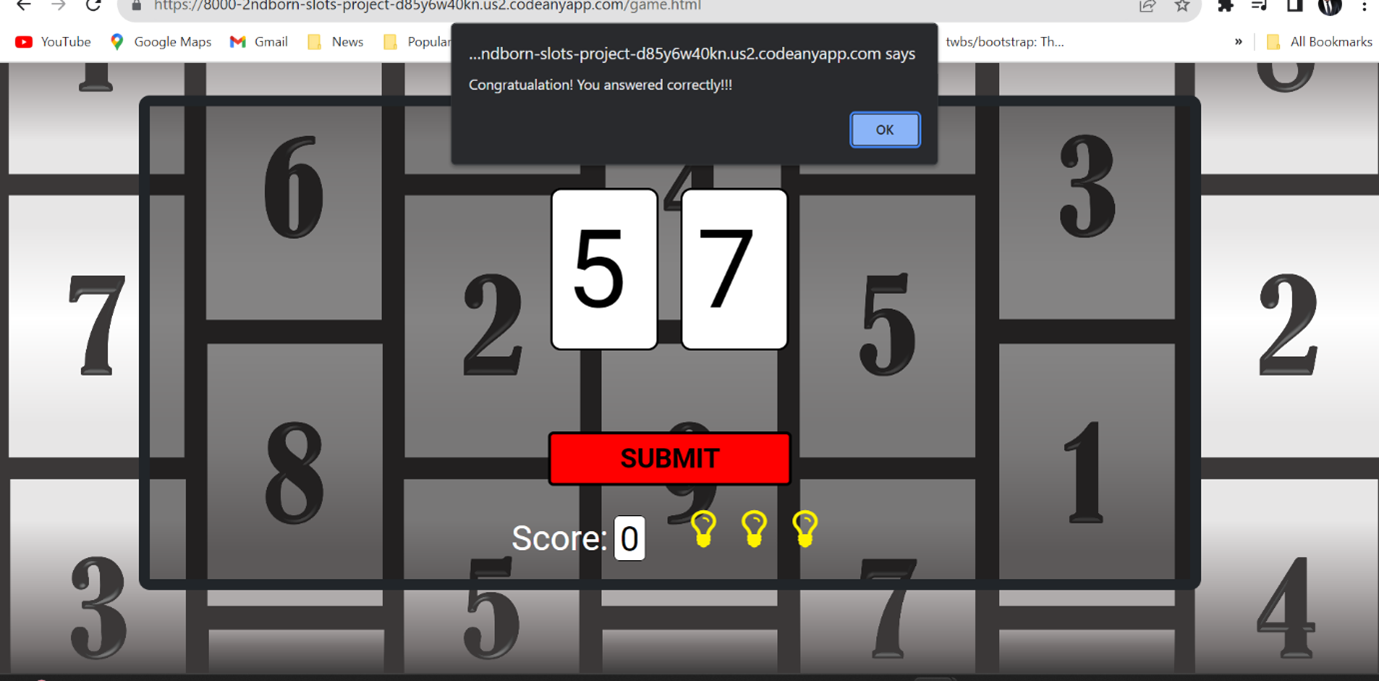 https://8000-2ndborn-slots-project-d85y6w40kn.us2.codeanyapp.com/game.html
YouTube Google Maps Gmail News Popular twbs/bootstrap: Th... » All Bookmarks
...ndborn-slots-project-d85y6w40kn.us2.codeanyapp.com says
Congratualation! You answered correctly!!!
OK
1 6
6 4 3
5 7
7 2 5 2
8 9 1
SUBMIT
Score: 0
3 5 7 4